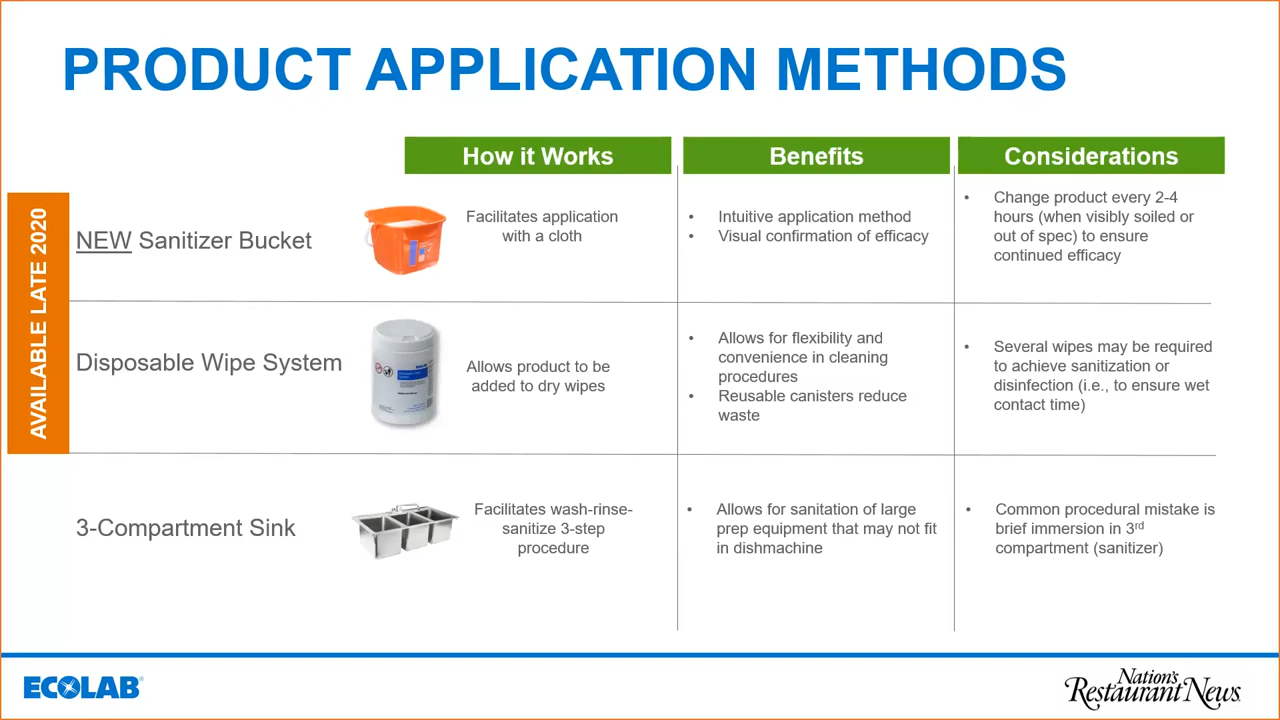 PRODUCT APPLICATION METHODS
How it Works
Benefits
Considerations
AVAILABLE LATE 2020
NEW Sanitizer Bucket
Facilitates application
with a cloth
• Intuitive application method
• Visual confirmation of efficacy
• Change product every 2-4
hours (when visibly soiled or
out of spec) to ensure
continued efficacy
Disposable Wipe System
Allows product to be
added to dry wipes
• Allows for flexibility and
convenience in cleaning
procedures
• Reusable canisters reduce
waste
• Several wipes may be required
to achieve sanitization or
disinfection (i.e., to ensure wet
contact time)
3-Compartment Sink
Facilitates wash-rinse-
sanitize 3-step
procedure
• Allows for sanitation of large
prep equipment that may not fit
in dishmachine
• Common procedural mistake is
brief immersion in 3rd
compartment (sanitizer)
ECOLAB®
Nation's
Restaurant News